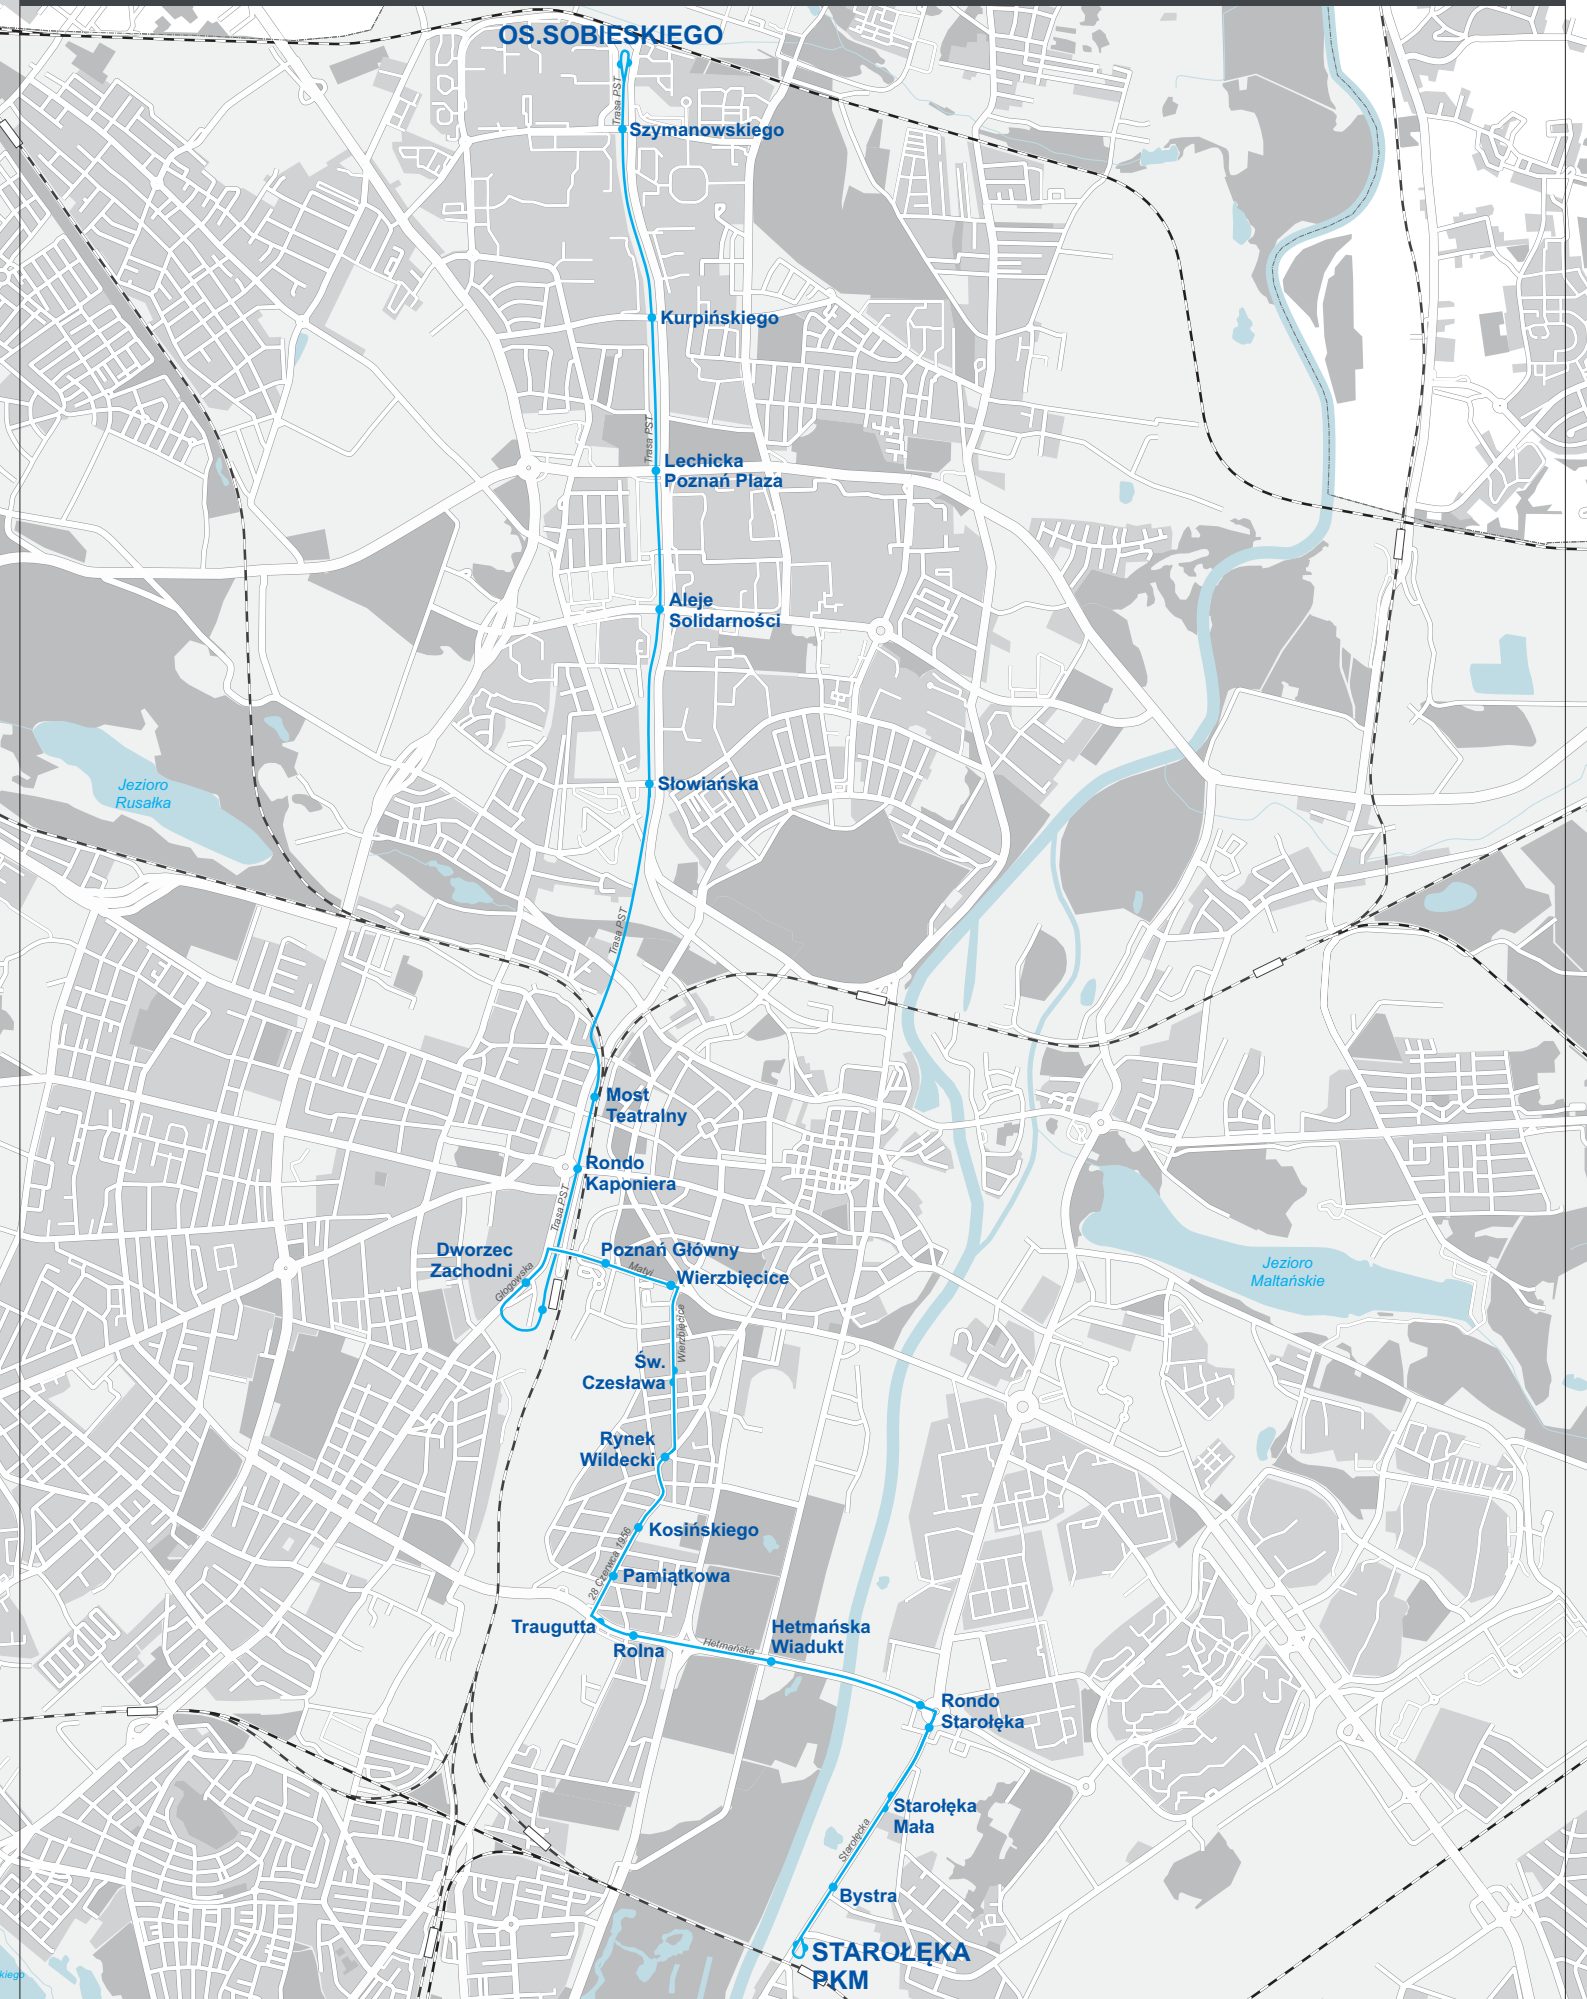 OS.SOBIESKIEGO
Trasa PST
Szymanowskiego
Kurpińskiego
Trasa PST
Lechicka
Poznań Plaza
Aleje
Solidarności
Słowiańska
Jezioro
Rusałka
Trasa PST
Most
Teatralny
Rondo
Kaponiera
Trasa PST
Dworzec
Zachodni
Głogowska
Poznań Główny
Matyi
Wierzbięcice
Jezioro
Maltańskie
Wierzbięcice
Św.
Czesława
Rynek
Wildecki
Kosińskiego
28 Czerwca 1956
Pamiątkowa
Traugutta
Rolna
Hetmańska
Hetmańska
Wiadukt
Rondo
Starołęka
Starołęka
Mała
Starołęcka
Bystra
STAROŁĘKA
PKM
kiego